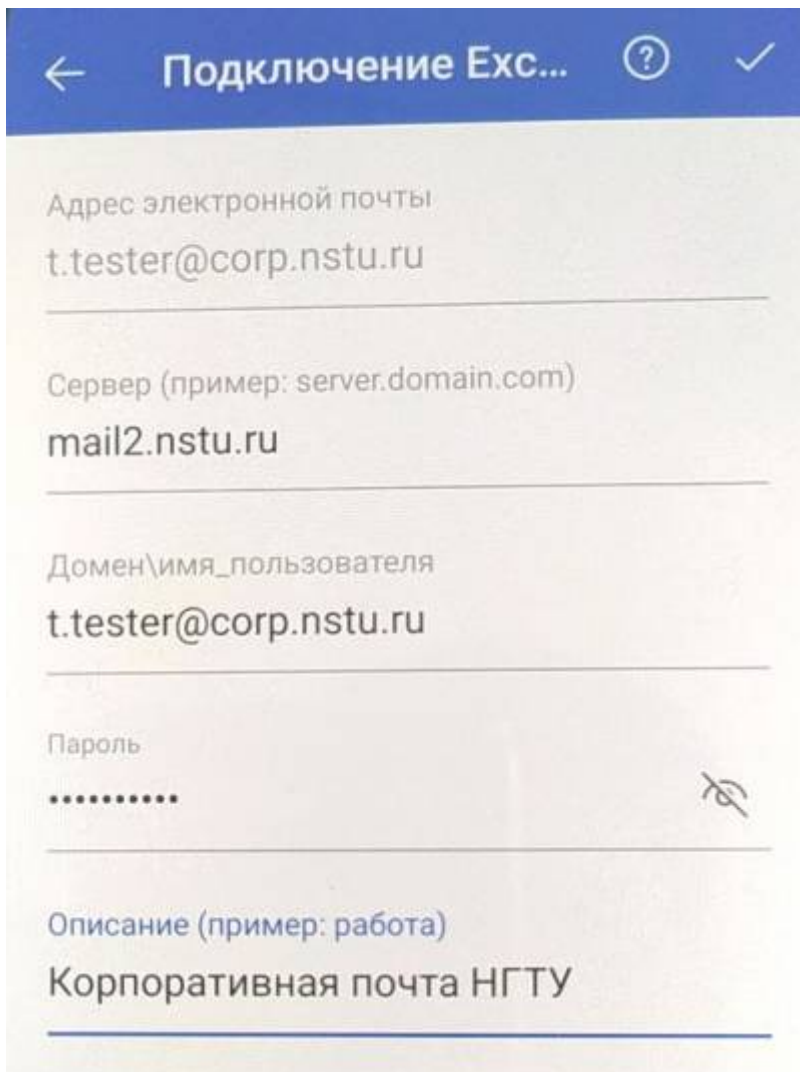 Подключение Exc...
Адрес электронной почты
t.tester@corp.nstu.ru
Сервер (пример: server.domain.com)
mail2.nstu.ru
Домен\имя_пользователя
t.tester@corp.nstu.ru
Пароль
••••••••••
Описание (пример: работа)
Корпоративная почта НГТУ